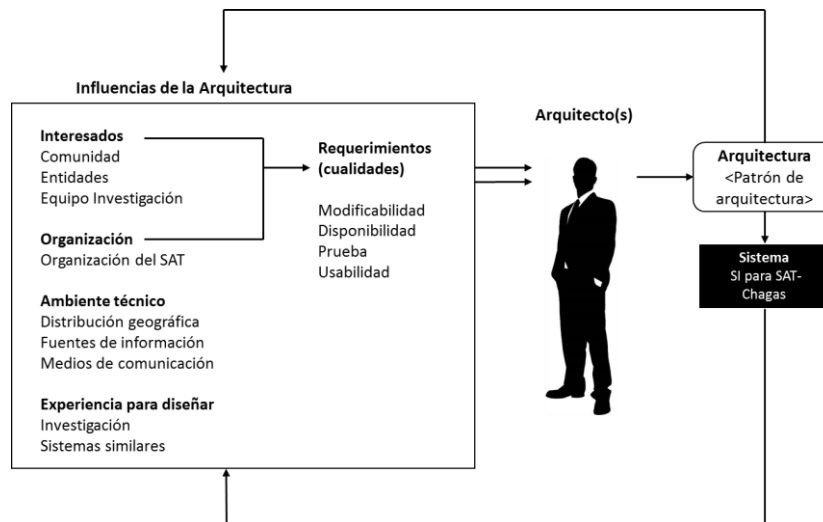 Influencias de la Arquitectura
Interesados
Comunidad
Entidades
Equipo Investigación
Organización
Organización del SAT
Ambiente técnico
Distribución geográfica
Fuentes de información
Medios de comunicación
Experiencia para diseñar
Investigación
Sistemas similares
Requerimientos
(cualidades)
Modificabilidad
Disponibilidad
Prueba
Usabilidad
Arquitecto(s)
Arquitectura
<Patrón de
arquitectura>
Sistema
SI para SAT-
Chagas